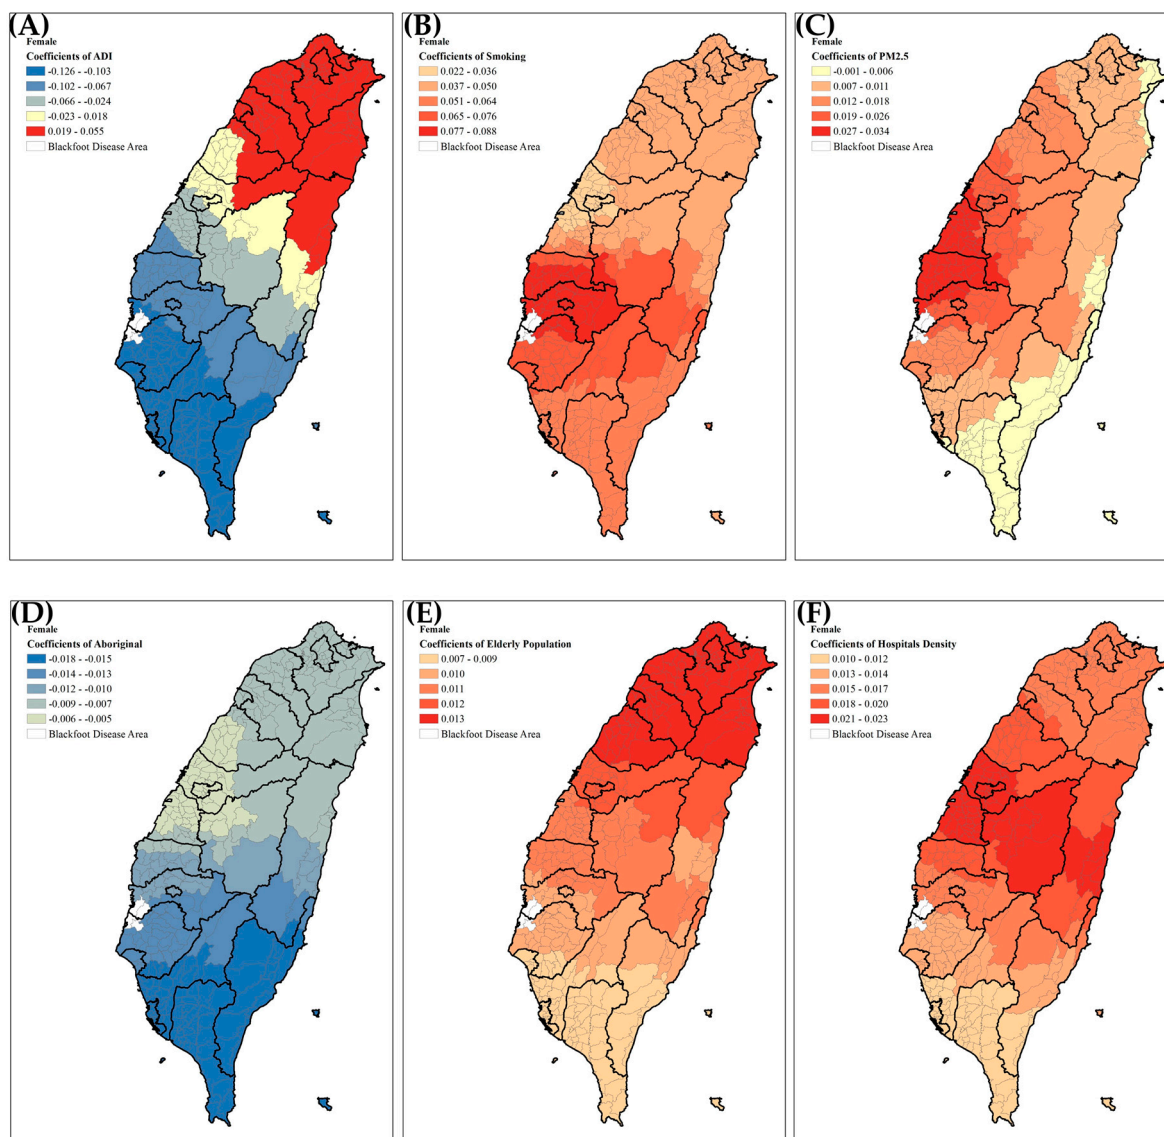 (A)
Female
Coefficients of ADI
-0.126 - -0.103
-0.102 - -0.067
-0.066 - -0.024
-0.023 - 0.018
0.019 - 0.055
Blackfoot Disease Area
(B)
Female
Coefficients of Smoking
0.022 - 0.036
0.037 - 0.050
0.051 - 0.064
0.065 - 0.076
0.077 - 0.088
Blackfoot Disease Area
(C)
Female
Coefficients of PM2.5
-0.001 - 0.006
0.007 - 0.011
0.012 - 0.018
0.019 - 0.026
0.027 - 0.034
Blackfoot Disease Area
(D)
Female
Coefficients of Aboriginal
-0.018 - -0.015
-0.014 - -0.013
-0.012 - -0.010
-0.009 - -0.007
-0.006 - -0.005
Blackfoot Disease Area
(E)
Female
Coefficients of Elderly Population
0.007 - 0.009
0.010
0.011
0.012
0.013
Blackfoot Disease Area
(F)
Female
Coefficients of Hospitals Density
0.010 - 0.012
0.013 - 0.014
0.015 - 0.017
0.018 - 0.020
0.021 - 0.023
Blackfoot Disease Area